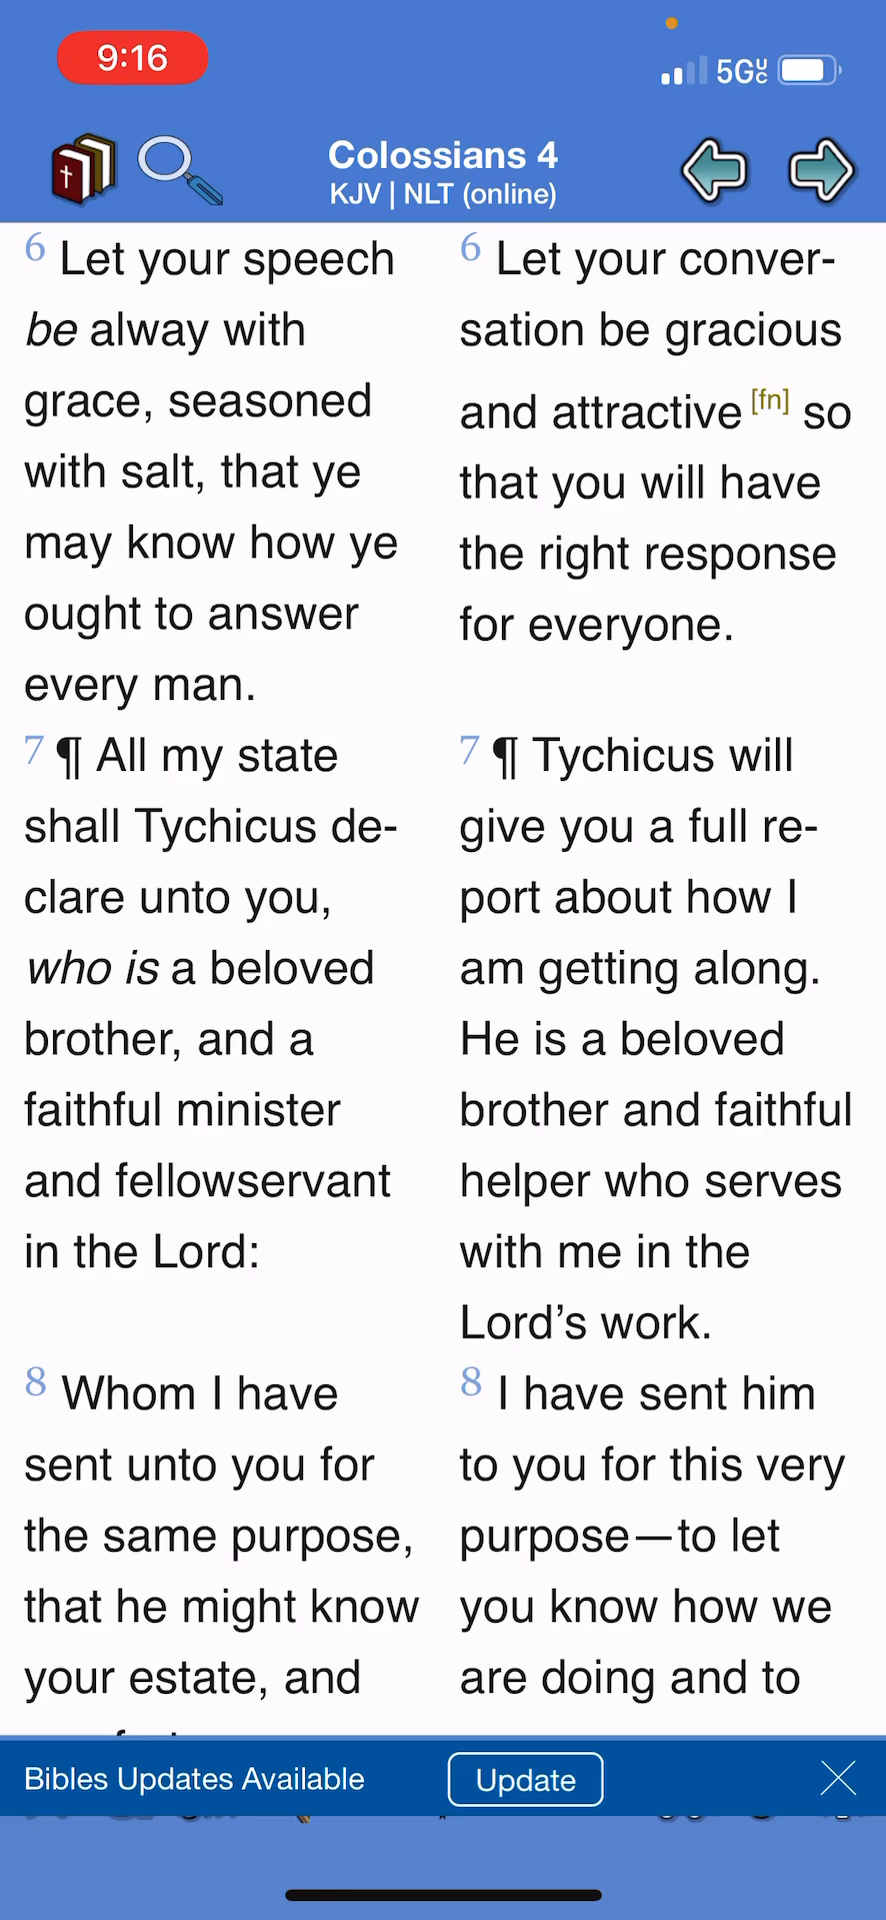 9:16
5G
Colossians 4
KJV | NLT (online)
6 Let your speech
be alway with
grace, seasoned
with salt, that ye
may know how ye
ought to answer
every man.
7 ¶ All my state
shall Tychicus de-
clare unto you,
who is a beloved
brother, and a
faithful minister
and fellowservant
in the Lord:
8 Whom I have
sent unto you for
the same purpose,
that he might know
your estate, and
6 Let your conver-
sation be gracious
and attractive [fn] so
that you will have
the right response
for everyone.
7 ¶ Tychicus will
give you a full re-
port about how I
am getting along.
He is a beloved
brother and faithful
helper who serves
with me in the
Lord’s work.
8 I have sent him
to you for this very
purpose—to let
you know how we
are doing and to
Bibles Updates Available
Update